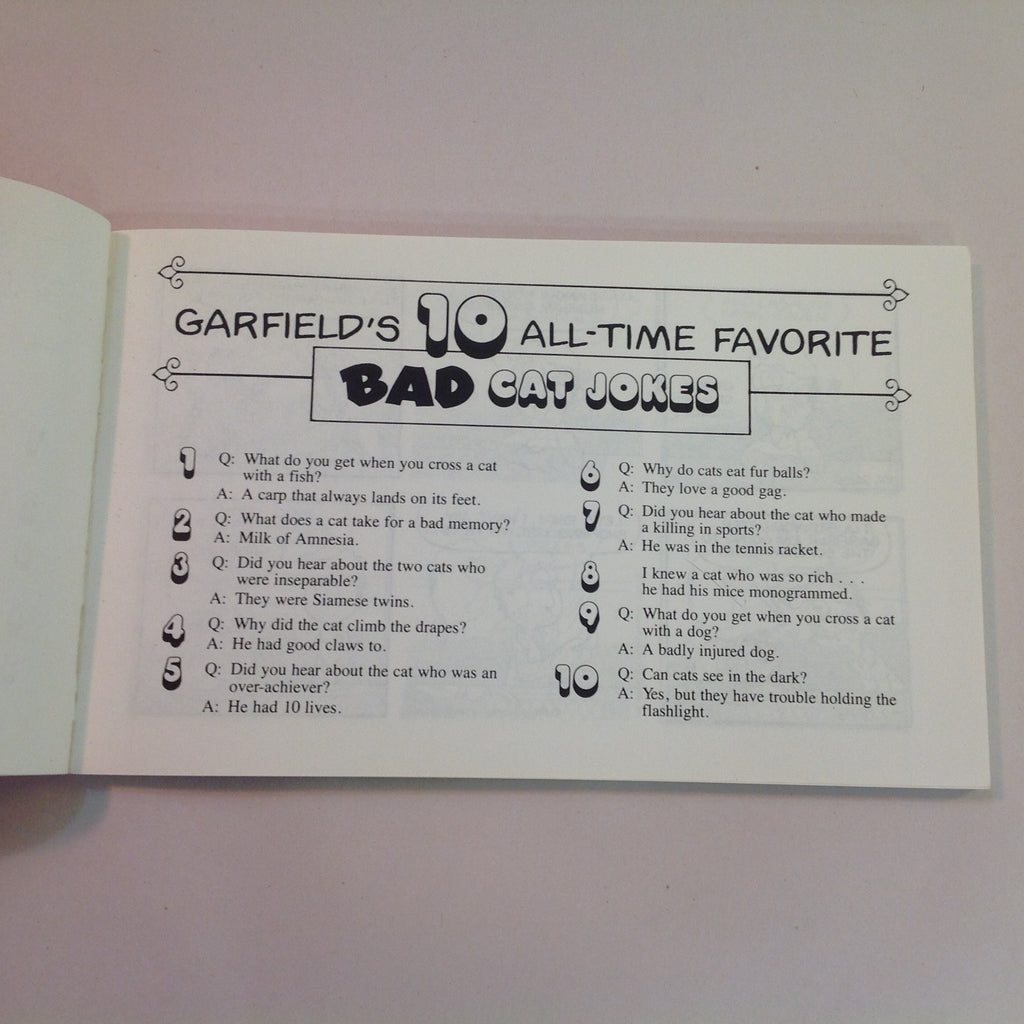 GARFIELD'S 10 ALL-TIME FAVORITE
BAD CAT JOKES
1 Q: What do you get when you cross a cat
with a fish?
A: A carp that always lands on its feet.
2 Q: What does a cat take for a bad memory?
A: Milk of Amnesia.
3 Q: Did you hear about the two cats who
were inseparable?
A: They were Siamese twins.
4 Q: Why did the cat climb the drapes?
A: He had good claws to.
5 Q: Did you hear about the cat who was an
over-achiever?
A: He had 10 lives.
6 Q: Why do cats eat fur balls?
A: They love a good gag.
7 Q: Did you hear about the cat who made
a killing in sports?
A: He was in the tennis racket.
8 I knew a cat who was so rich . . .
he had his mice monogrammed.
9 Q: What do you get when you cross a cat
with a dog?
A: A badly injured dog.
10 Q: Can cats see in the dark?
A: Yes, but they have trouble holding the
flashlight.